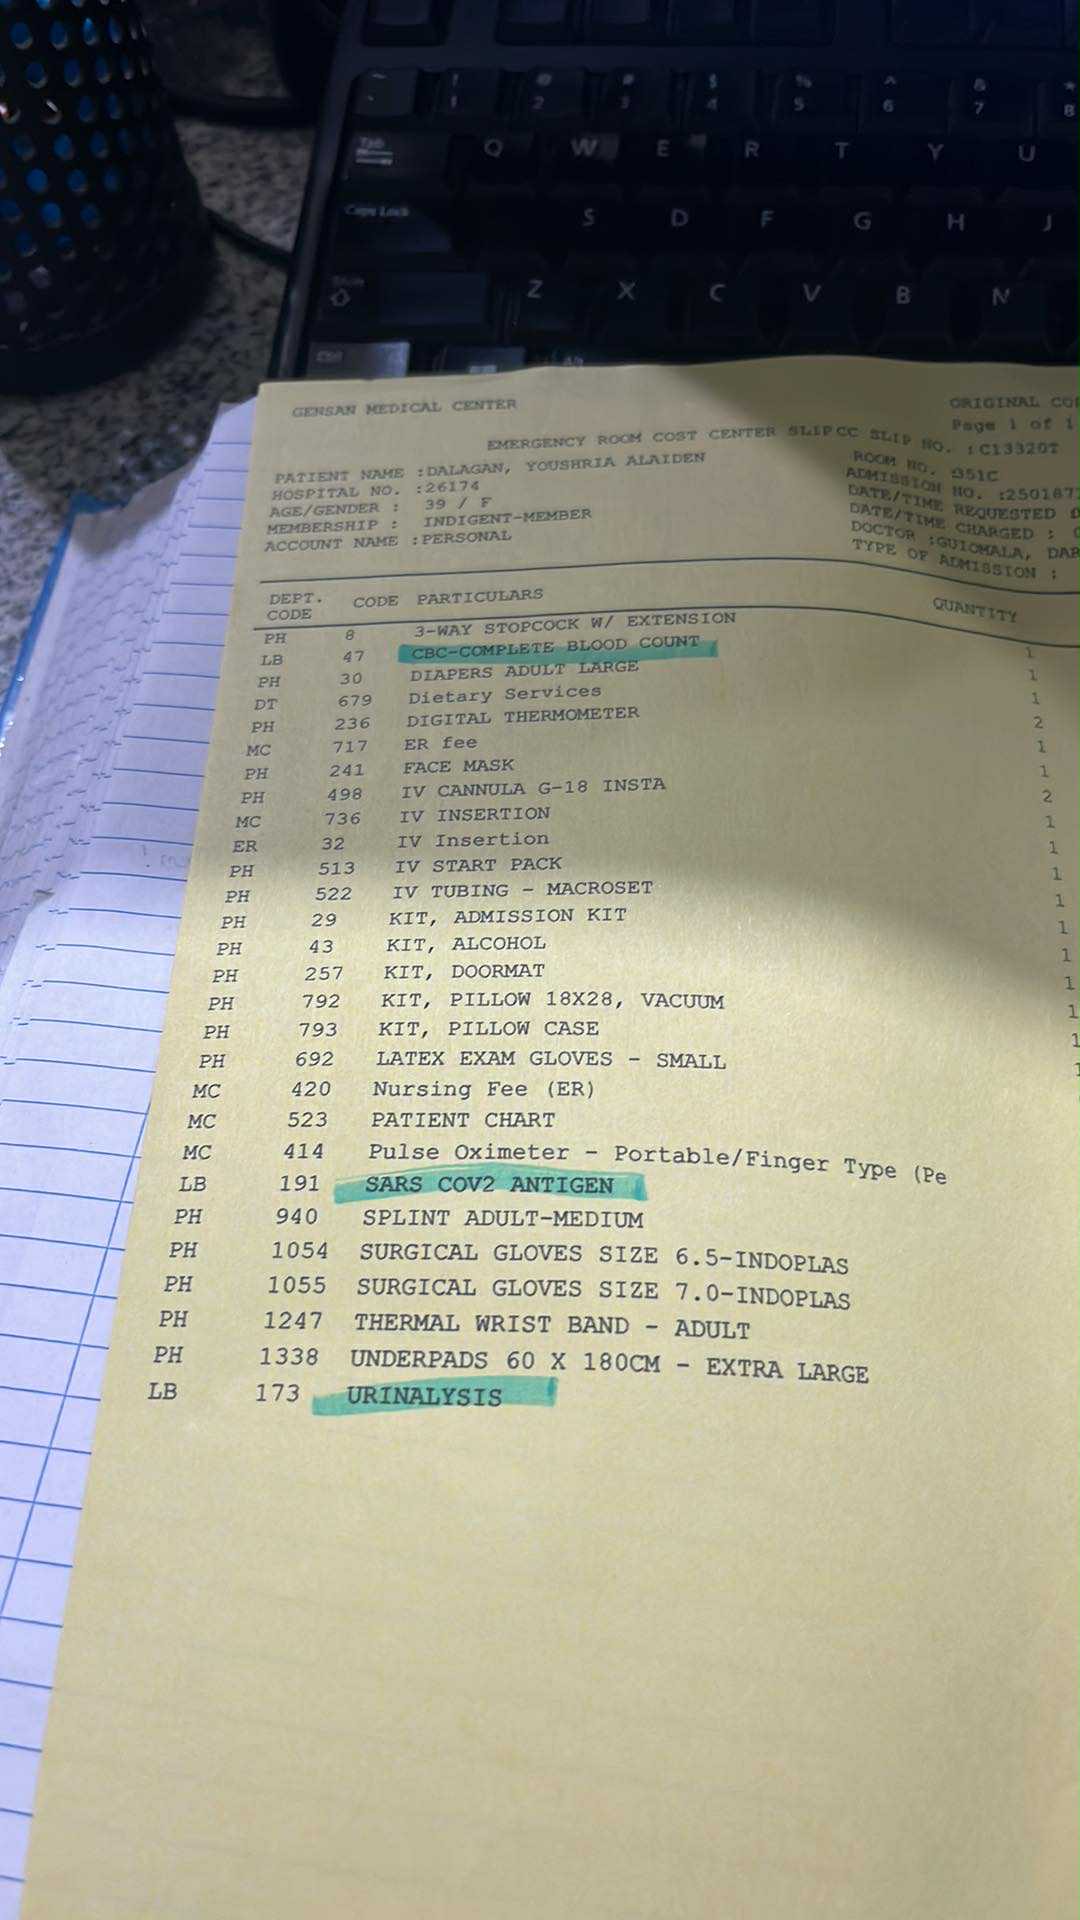 ! @ # $ % ^ & *
1 2 3 4 5 6 7 8
Tab Q W E R T Y U
Caps Lock S D F G H J
Z X C V B N
Ctrl Alt
GENSAN MEDICAL CENTER
ORIGINAL
Page 1 of 1
EMERGENCY ROOM COST CENTER SLIP CC SLIP NO. :C13320T
PATIENT NAME :DALAGAN, YOUSHRIA ALAIDEN
ROOM NO. :351C
HOSPITAL NO. :26174
ADMISSION NO. :250187
AGE/GENDER : 39 / F
DATE/TIME REQUESTED
MEMBERSHIP : INDIGENT-MEMBER
DATE/TIME CHARGED :
ACCOUNT NAME :PERSONAL
DOCTOR :GUIOMALA, DAR
TYPE OF ADMISSION :
DEPT. CODE CODE PARTICULARS QUANTITY
PH 8 3-WAY STOPCOCK W/ EXTENSION 1
LB 47 CBC-COMPLETE BLOOD COUNT 1
PH 30 DIAPERS ADULT LARGE 1
DT 679 Dietary Services 2
PH 236 DIGITAL THERMOMETER 1
MC 717 ER fee 1
PH 241 FACE MASK 2
PH 498 IV CANNULA G-18 INSTA 1
MC 736 IV INSERTION 1
ER 32 IV Insertion 1
PH 513 IV START PACK 1
PH 522 IV TUBING - MACROSET 1
PH 29 KIT, ADMISSION KIT 1
PH 43 KIT, ALCOHOL 1
PH 257 KIT, DOORMAT 1
PH 792 KIT, PILLOW 18X28, VACUUM 1
PH 793 KIT, PILLOW CASE 1
PH 692 LATEX EXAM GLOVES - SMALL
MC 420 Nursing Fee (ER)
MC 523 PATIENT CHART
MC 414 Pulse Oximeter - Portable/Finger Type (Pe
LB 191 SARS COV2 ANTIGEN
PH 940 SPLINT ADULT-MEDIUM
PH 1054 SURGICAL GLOVES SIZE 6.5-INDOPLAS
PH 1055 SURGICAL GLOVES SIZE 7.0-INDOPLAS
PH 1247 THERMAL WRIST BAND - ADULT
PH 1338 UNDERPADS 60 X 180CM - EXTRA LARGE
LB 173 URINALYSIS